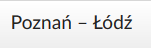 Poznań – Łódź